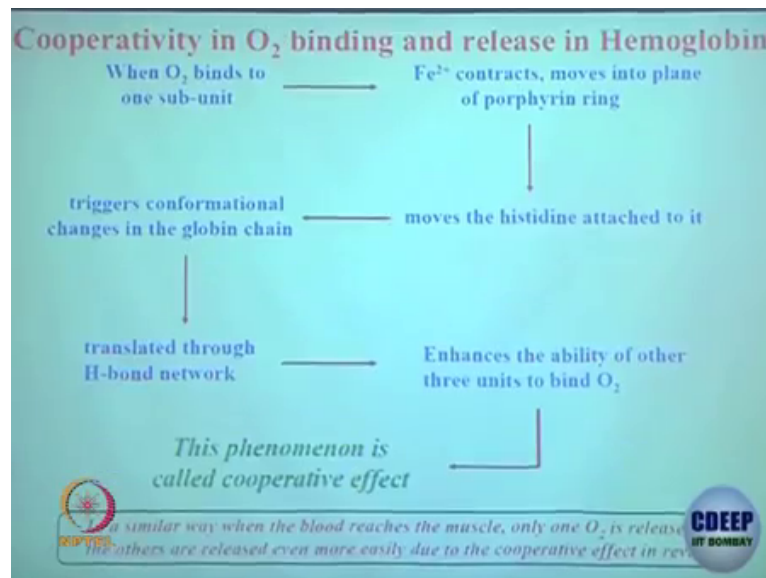 Cooperativity in O₂ binding and release in Hemoglobin
When O₂ binds to
one sub-unit
Fe²⁺ contracts, moves into plane
of porphyrin ring
moves the histidine attached to it
triggers conformational
changes in the globin chain
translated through
H-bond network
Enhances the ability of other
three units to bind O₂
This phenomenon is
called cooperative effect
a similar way when the blood reaches the muscle, only one O₂ is release
the others are released even more easily due to the cooperative effect in
NPTEL
CDEEP
IIT BOMBAY